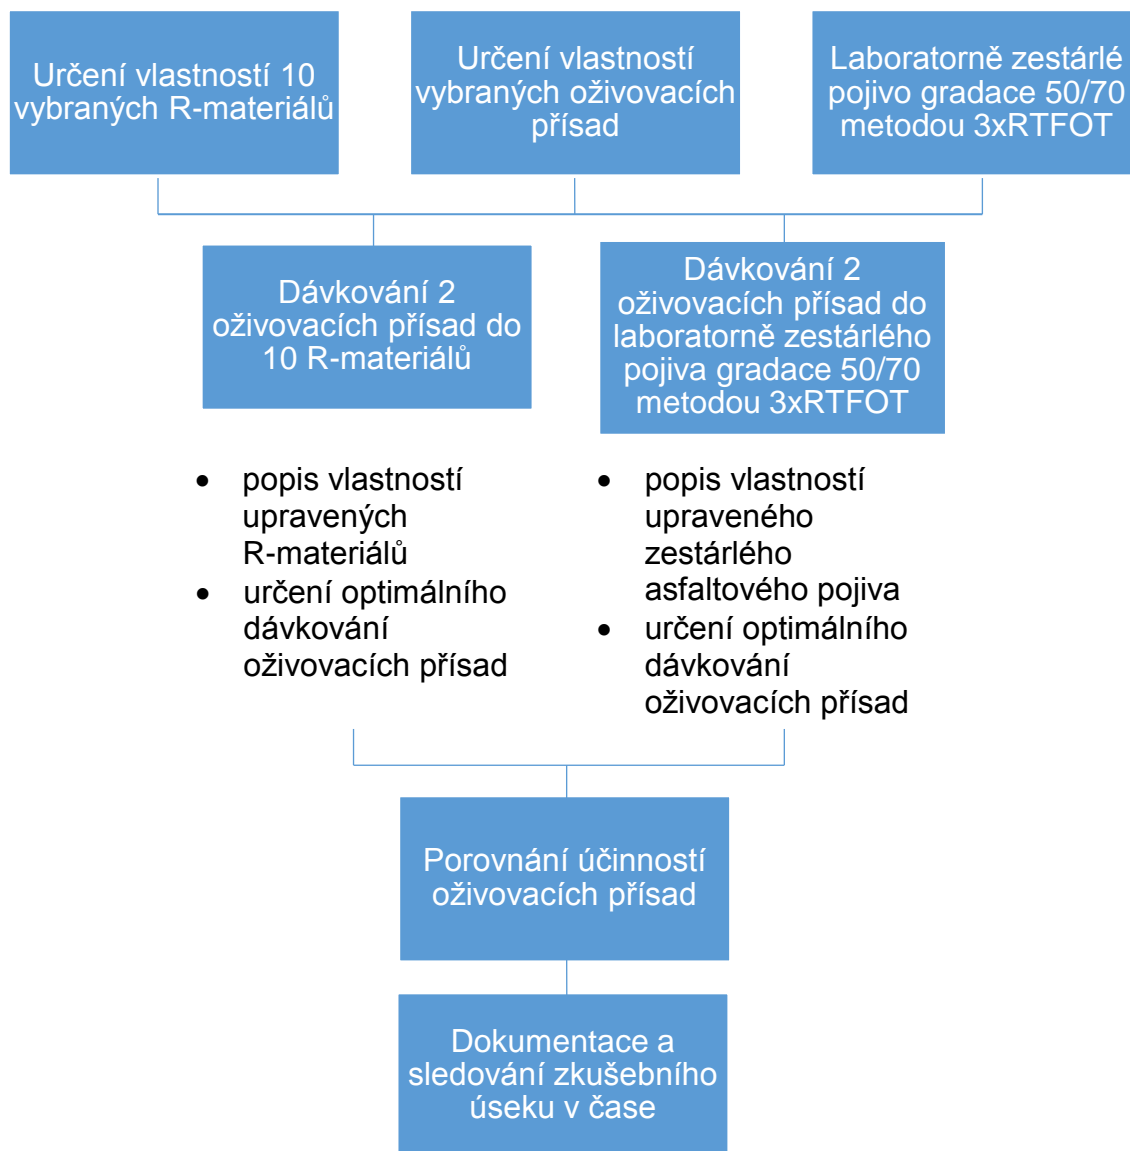 Určení vlastností 10
vybraných R-materiálů
Určení vlastností
vybraných oživovacích
přísad
Laboratorně zestárlé
pojivo gradace 50/70
metodou 3xRTFOT
Dávkování 2
oživovacích přísad do
10 R-materiálů
Dávkování 2
oživovacích přísad do
laboratorně zestárlého
pojiva gradace 50/70
metodou 3xRTFOT
• popis vlastností
upravených
R-materiálů
• určení optimálního
dávkování
oživovacích přísad
• popis vlastností
upraveného
zestárlého
asfaltového pojiva
• určení optimálního
dávkování
oživovacích přísad
Porovnání účinností
oživovacích přísad
Dokumentace a
sledování zkušebního
úseku v čase